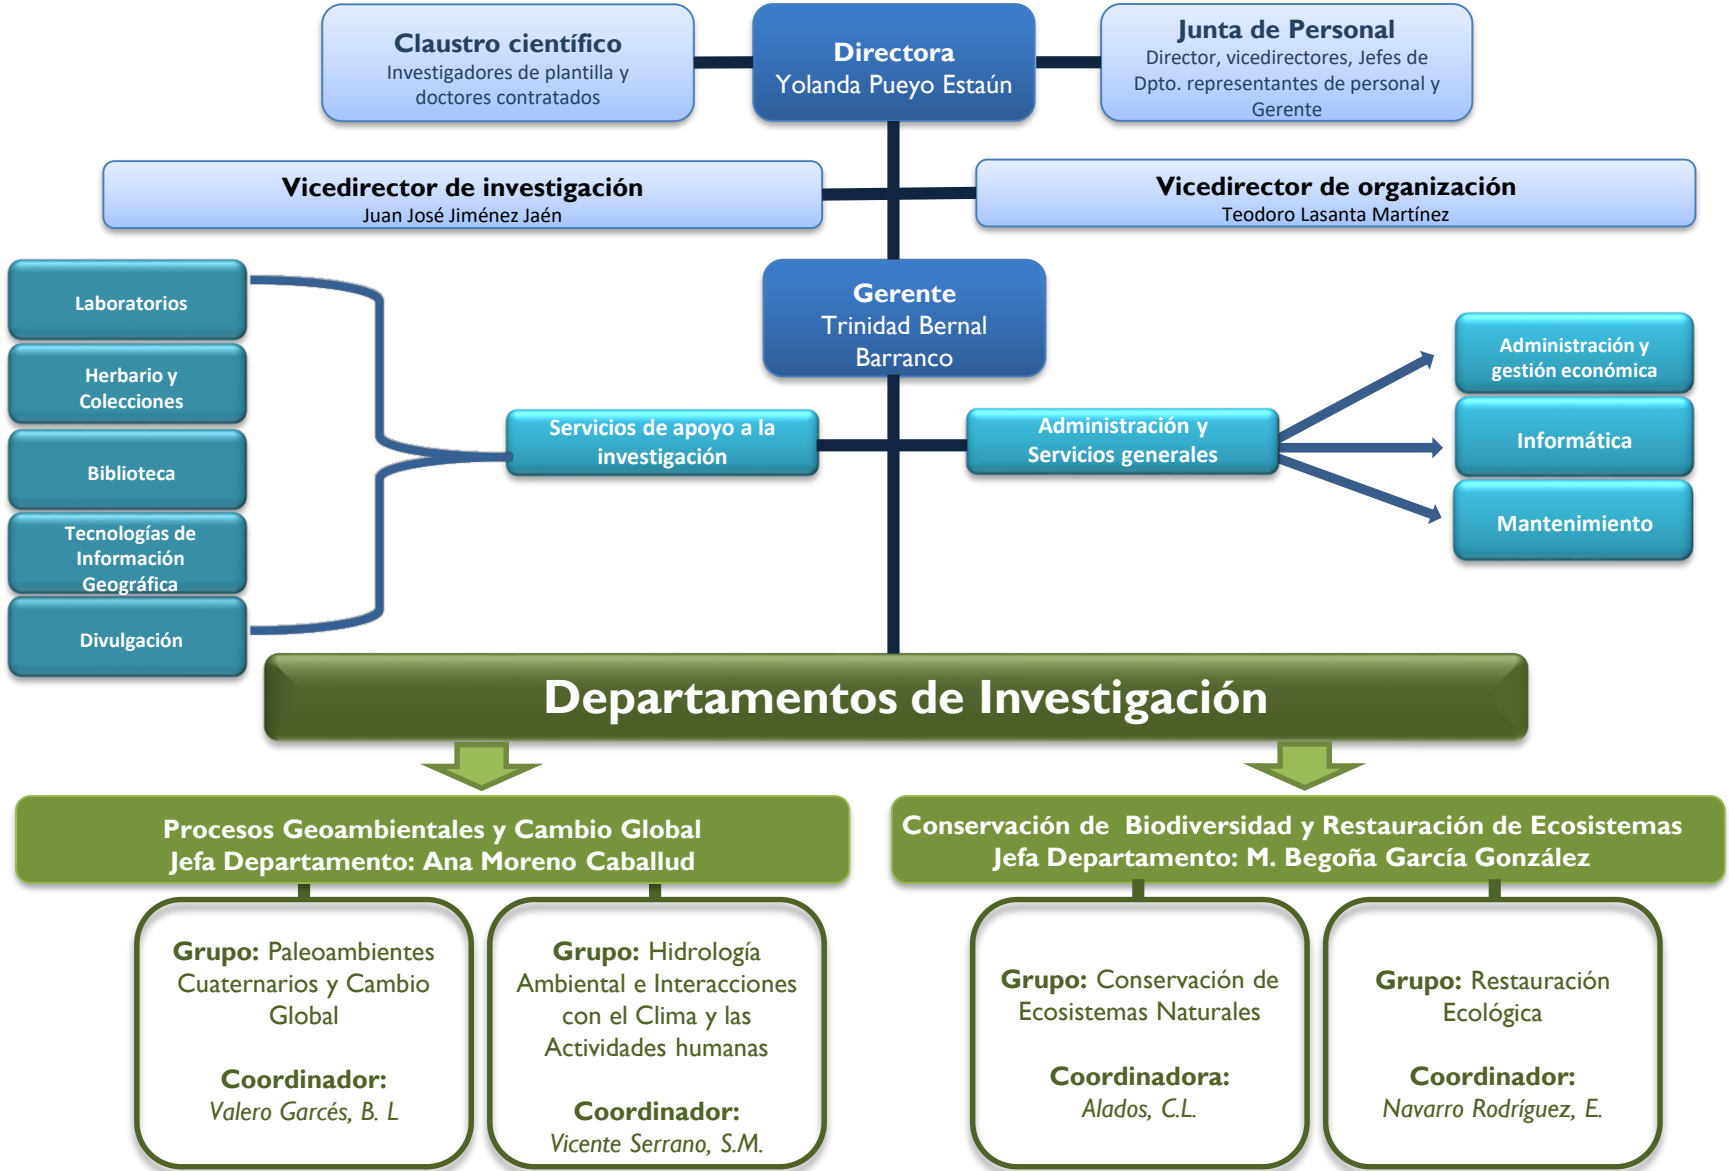 Claustro científico
Investigadores de plantilla y
doctores contratados
Directora
Yolanda Pueyo Estaún
Junta de Personal
Director, vicedirectores, Jefes de
Dpto. representantes de personal y
Gerente
Vicedirector de investigación
Juan José Jiménez Jaén
Vicedirector de organización
Teodoro Lasanta Martínez
Gerente
Trinidad Bernal
Barranco
Laboratorios
Herbario y
Colecciones
Biblioteca
Tecnologías de
Información
Geográfica
Divulgación
Servicios de apoyo a la
investigación
Administración y
Servicios generales
Administración y
gestión económica
Informática
Mantenimiento
Departamentos de Investigación
Procesos Geoambientales y Cambio Global
Jefa Departamento: Ana Moreno Caballud
Conservación de  Biodiversidad y Restauración de Ecosistemas
Jefa Departamento: M. Begoña García González
Grupo: Paleoambientes
Cuaternarios y Cambio
Global
Coordinador:
Valero Garcés, B. L
Grupo: Hidrología
Ambiental e Interacciones
con el Clima y las
Actividades humanas
Coordinador:
Vicente Serrano, S.M.
Grupo: Conservación de
Ecosistemas Naturales
Coordinadora:
Alados, C.L.
Grupo: Restauración
Ecológica
Coordinador:
Navarro Rodríguez, E.